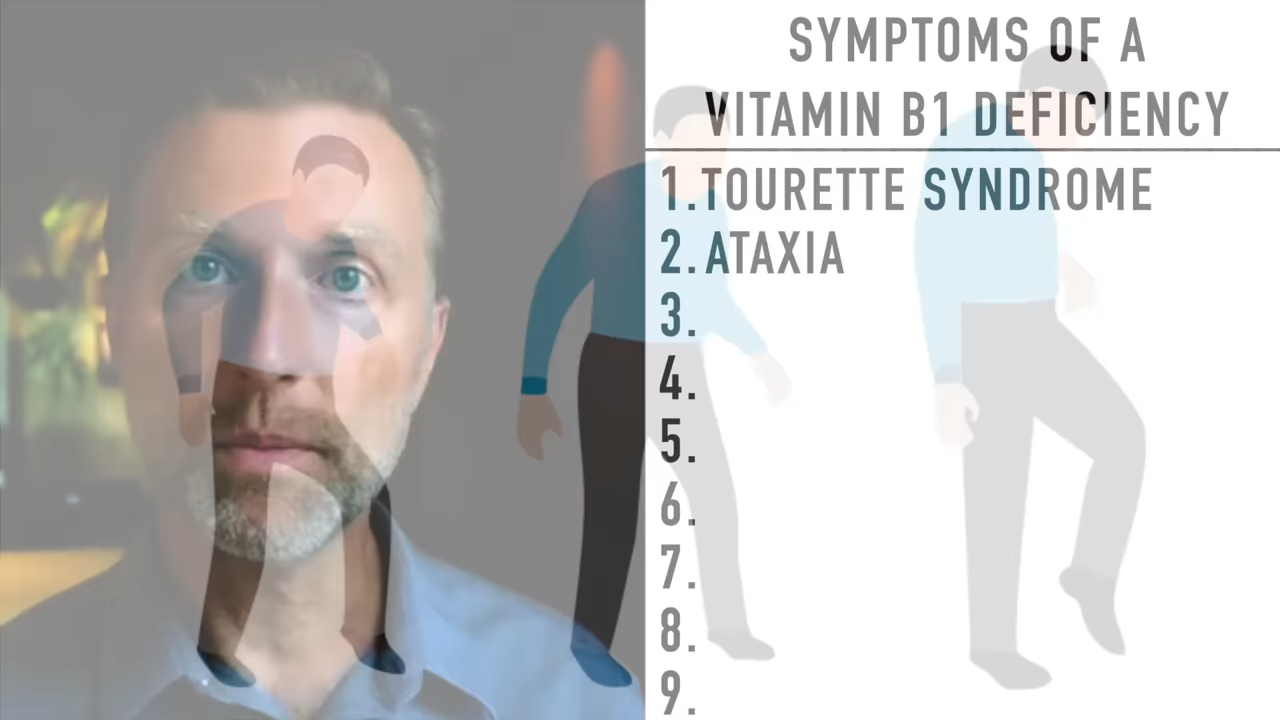 SYMPTOMS OF A
VITAMIN B1 DEFICIENCY
1. TOURETTE SYNDROME
2. ATAXIA
3.
4.
5.
6.
7.
8.
9.